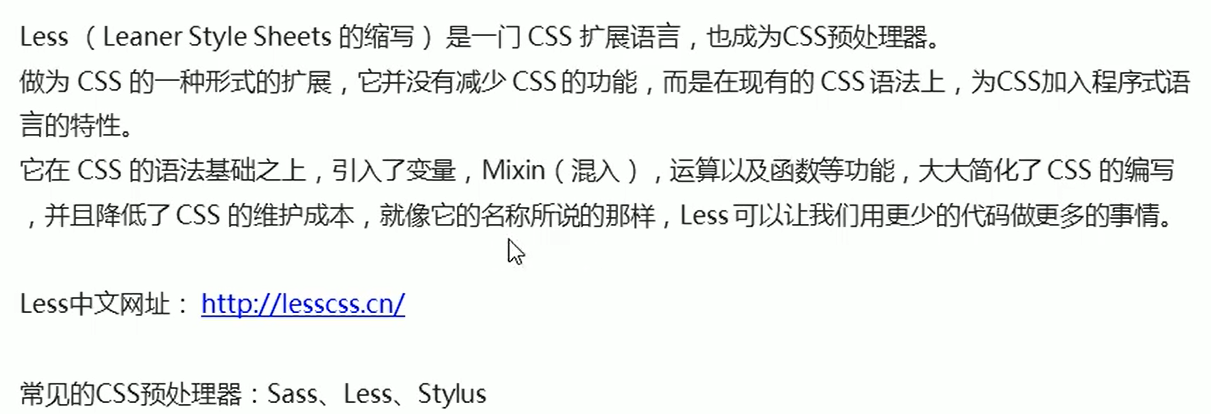 Less （Leaner Style Sheets 的缩写） 是一门 CSS 扩展语言，也成为CSS预处理器。
做为 CSS 的一种形式的扩展，它并没有减少 CSS 的功能，而是在现有的 CSS 语法上，为CSS加入程序式语
言的特性。
它在 CSS 的语法基础之上，引入了变量，Mixin（混入），运算以及函数等功能，大大简化了 CSS 的编写
，并且降低了 CSS 的维护成本，就像它的名称所说的那样，Less 可以让我们用更少的代码做更多的事情。
Less中文网址： http://lesscss.cn/
常见的CSS预处理器：Sass、Less、Stylus